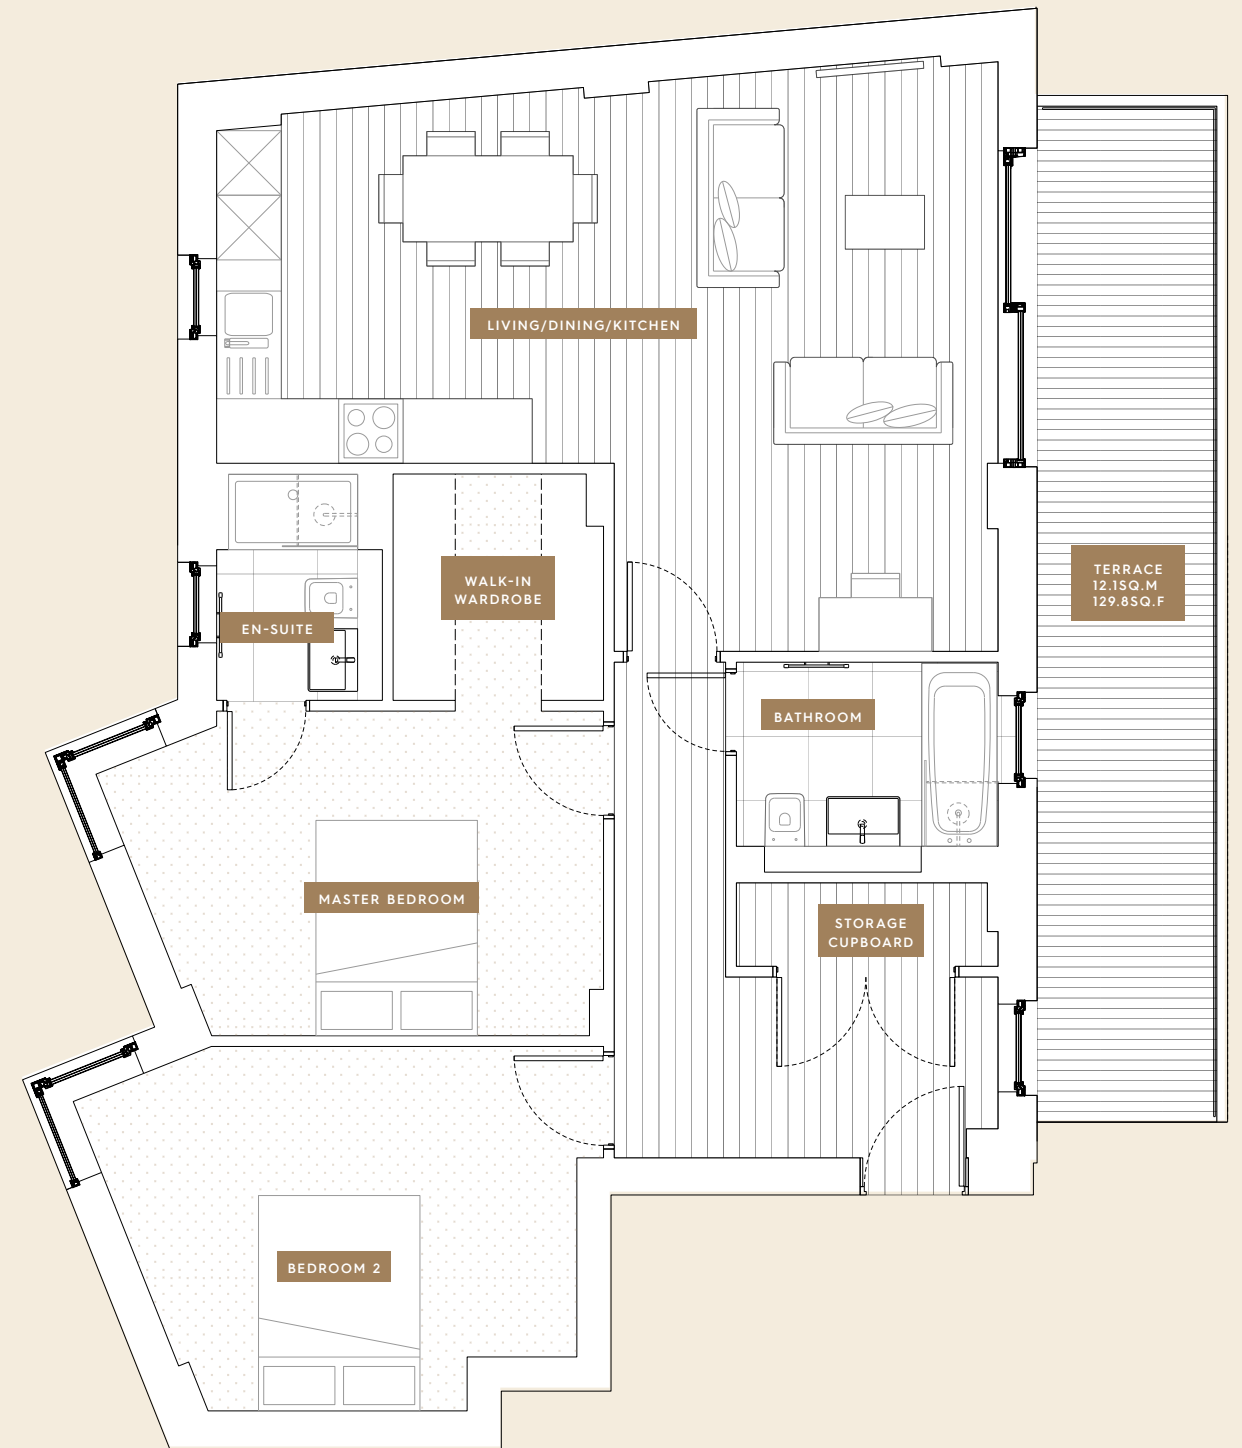 LIVING/DINING/KITCHEN
WALK-IN
WARDROBE
TERRACE
12.1SQ.M
129.8SQ.F
EN-SUITE
BATHROOM
MASTER BEDROOM
STORAGE
CUPBOARD
BEDROOM 2